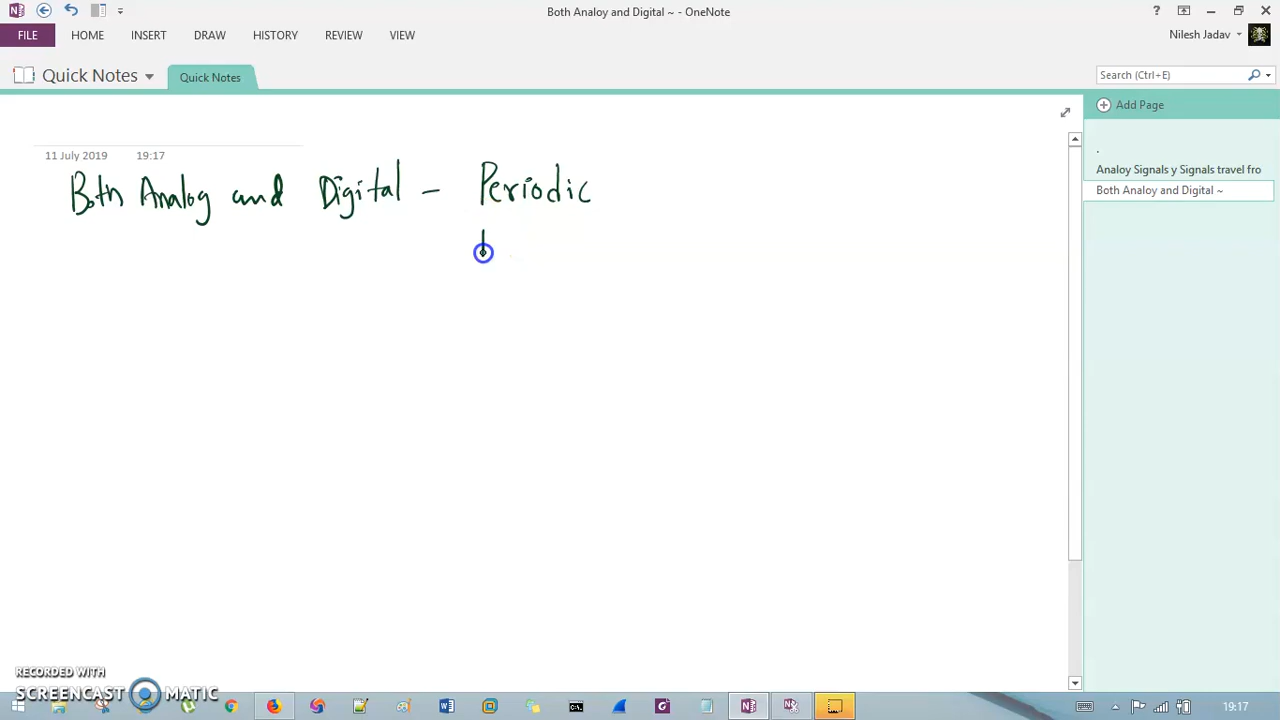 Both Analoy and Digital ~ - OneNote
?
FILE
HOME
INSERT
DRAW
HISTORY
REVIEW
VIEW
Nilesh Jadav
Quick Notes
Quick Notes
Search (Ctrl+E)
Add Page
11 July 2019 19:17
.
Analoy Signals y Signals travel fro
Both Analoy and Digital ~
Both Analog and Digital - Periodic
RECORDED WITH
SCREENCAST MATIC
19:17